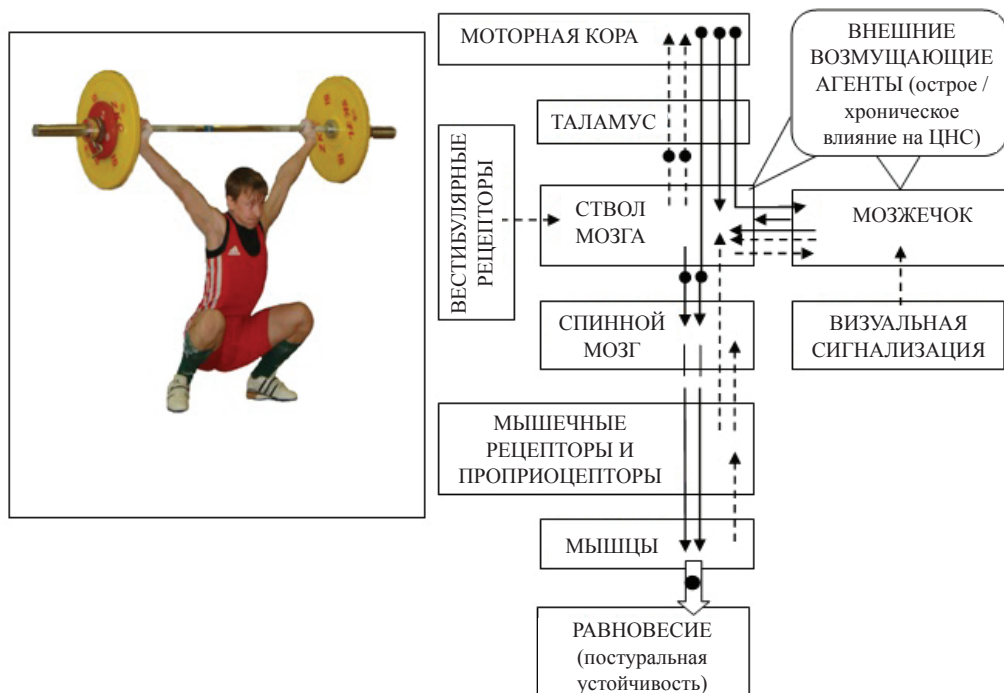 МОТОРНАЯ КОРА
ВНЕШНИЕ
ВОЗМУЩАЮЩИЕ
АГЕНТЫ (острое /
хроническое
влияние на ЦНС)
ТАЛАМУС
ВЕСТИБУЛЯРНЫЕ
РЕЦЕПТОРЫ
СТВОЛ
МОЗГА
МОЗЖЕЧОК
СПИННОЙ
МОЗГ
ВИЗУАЛЬНАЯ
СИГНАЛИЗАЦИЯ
МЫШЕЧНЫЕ
РЕЦЕПТОРЫ И
ПРОПРИОЦЕПТОРЫ
МЫШЦЫ
РАВНОВЕСИЕ
(постуральная
устойчивость)